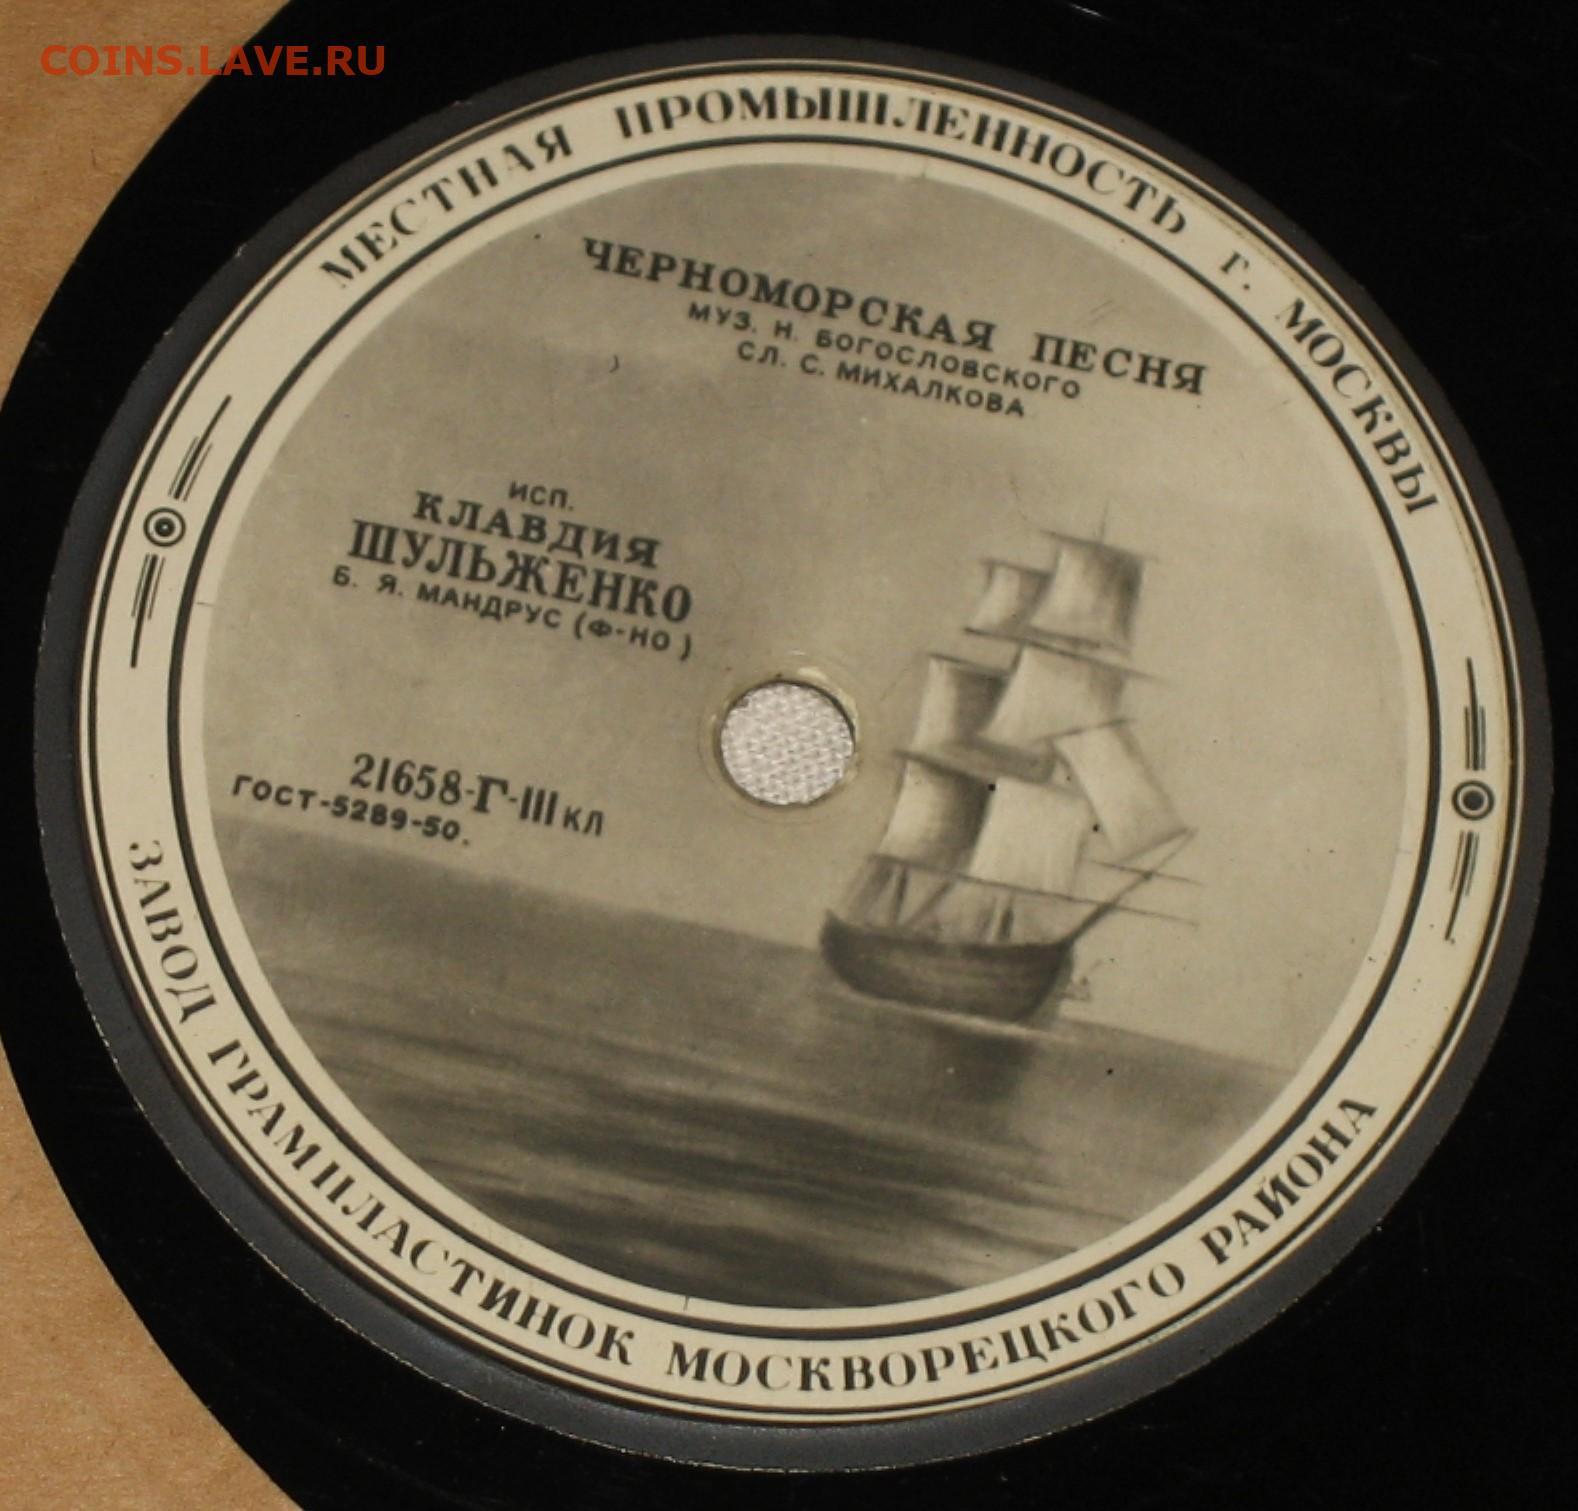 COINS.LAVE.RU
МЕСТНАЯ ПРОМЫШЛЕННОСТЬ г. МОСКВЫ
ЧЕРНОМОРСКАЯ ПЕСНЯ
МУЗ. Н. БОГОСЛОВСКОГО
СЛ. С. МИХАЛКОВА
ИСП.
КЛАВДИЯ
ШУЛЬЖЕНКО
Б. Я. МАНДРУС (Ф-НО)
21658-Г-III КЛ
ГОСТ-5289-50.
ЗАВОД ГРАМПЛАСТИНОК МОСКВОРЕЦКОГО РАЙОНА